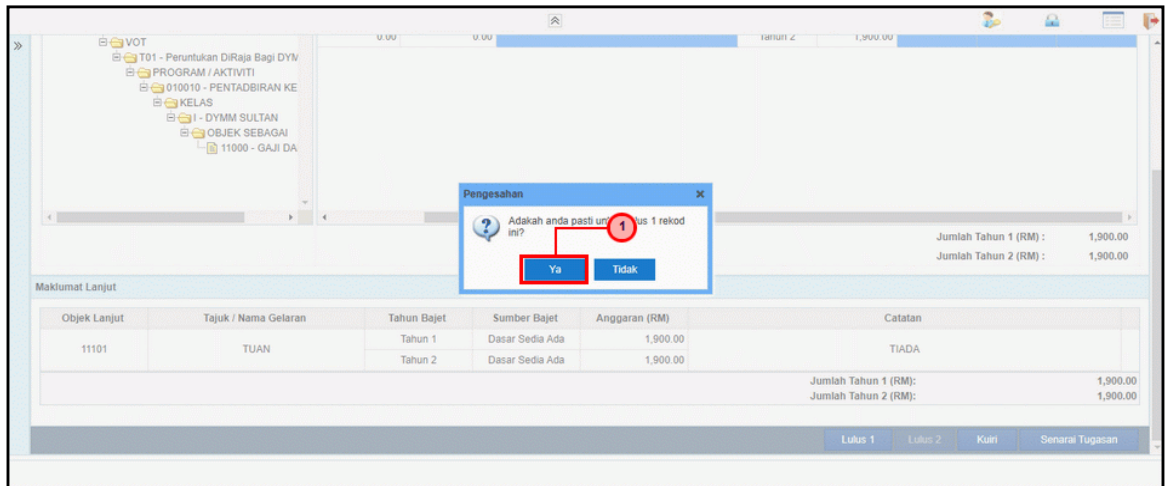 VOT
0.00 0.00 Tahun 2 1,900.00
T01 - Peruntukan DiRaja Bagi DYM
PROGRAM / AKTIVITI
010010 - PENTADBIRAN KE
KELAS
I - DYMM SULTAN
OBJEK SEBAGAI
11000 - GAJI DA
Pengesahan
Adakah anda pasti rekod
ini?
1
Ya Tidak
Jumlah Tahun 1 (RM) : 1,900.00
Jumlah Tahun 2 (RM) : 1,900.00
Maklumat Lanjut
Objek Lanjut Tajuk / Nama Gelaran Tahun Bajet Sumber Bajet Anggaran (RM) Catatan
11101 TUAN Tahun 1 Dasar Sedia Ada 1,900.00 TIADA
Tahun 2 Dasar Sedia Ada 1,900.00
Jumlah Tahun 1 (RM): 1,900.00
Jumlah Tahun 2 (RM): 1,900.00
Lulus 1 Lulus 2 Kuiri Senarai Tugasan